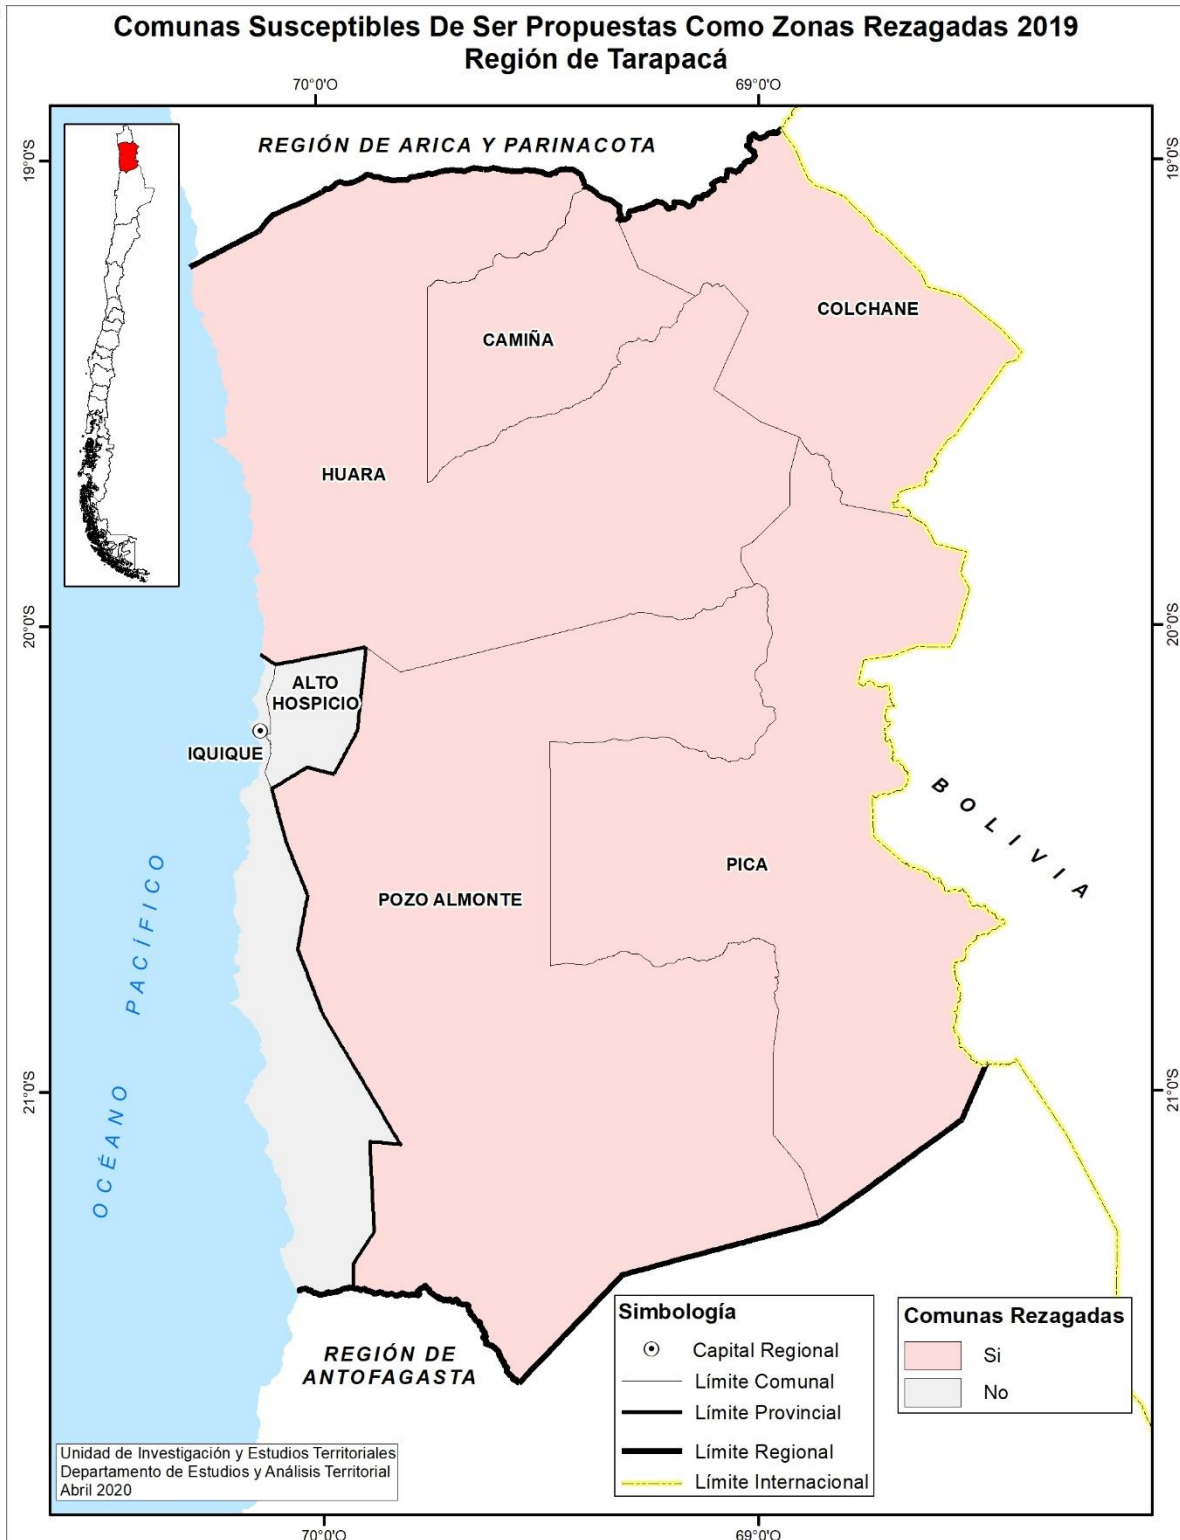 Comunas Susceptibles De Ser Propuestas Como Zonas Rezagadas 2019
Región de Tarapacá
70°0'O
69°0'O
REGIÓN DE ARICA Y PARINACOTA
19°0'S
19°0'S
COLCHANE
CAMIÑA
HUARA
20°0'S
20°0'S
ALTO
HOSPICIO
IQUIQUE
BOLIVIA
PICA
POZO ALMONTE
OCÉANO PACÍFICO
21°0'S
21°0'S
REGIÓN DE
ANTOFAGASTA
Simbología
Capital Regional
Límite Comunal
Límite Provincial
Límite Regional
Límite Internacional
Comunas Rezagadas
Si
No
Unidad de Investigación y Estudios Territoriales
Departamento de Estudios y Análisis Territorial
Abril 2020
70°0'O
69°0'O